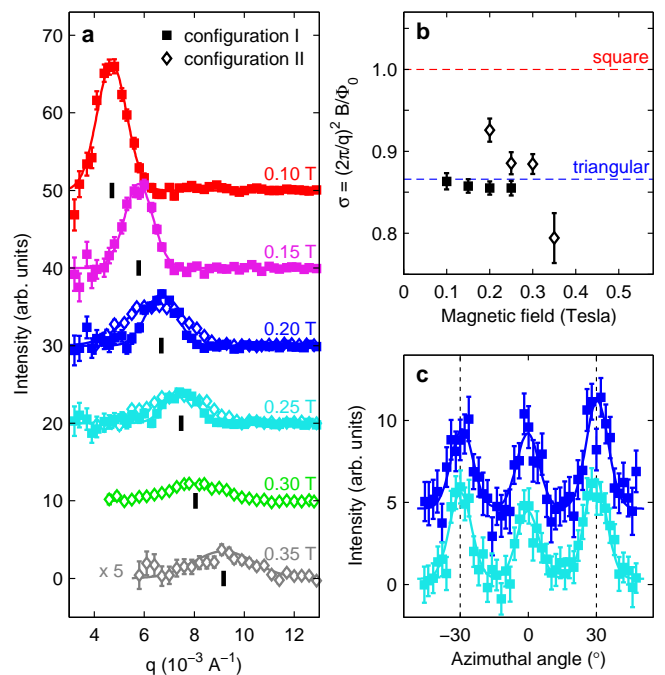 a
configuration I
configuration II
70
60
50
40
30
20
10
0
Intensity (arb. units)
0.10 T
0.15 T
0.20 T
0.25 T
0.30 T
0.35 T
x 5
4 6 8 10 12
q (10⁻³ A⁻¹)
b
square
triangular
1.0
0.9
0.8
σ = (2π/q)² B/Φ₀
0 0.1 0.2 0.3 0.4 0.5
Magnetic field (Tesla)
c
10
5
0
Intensity (arb. units)
−30 0 30
Azimuthal angle (°)